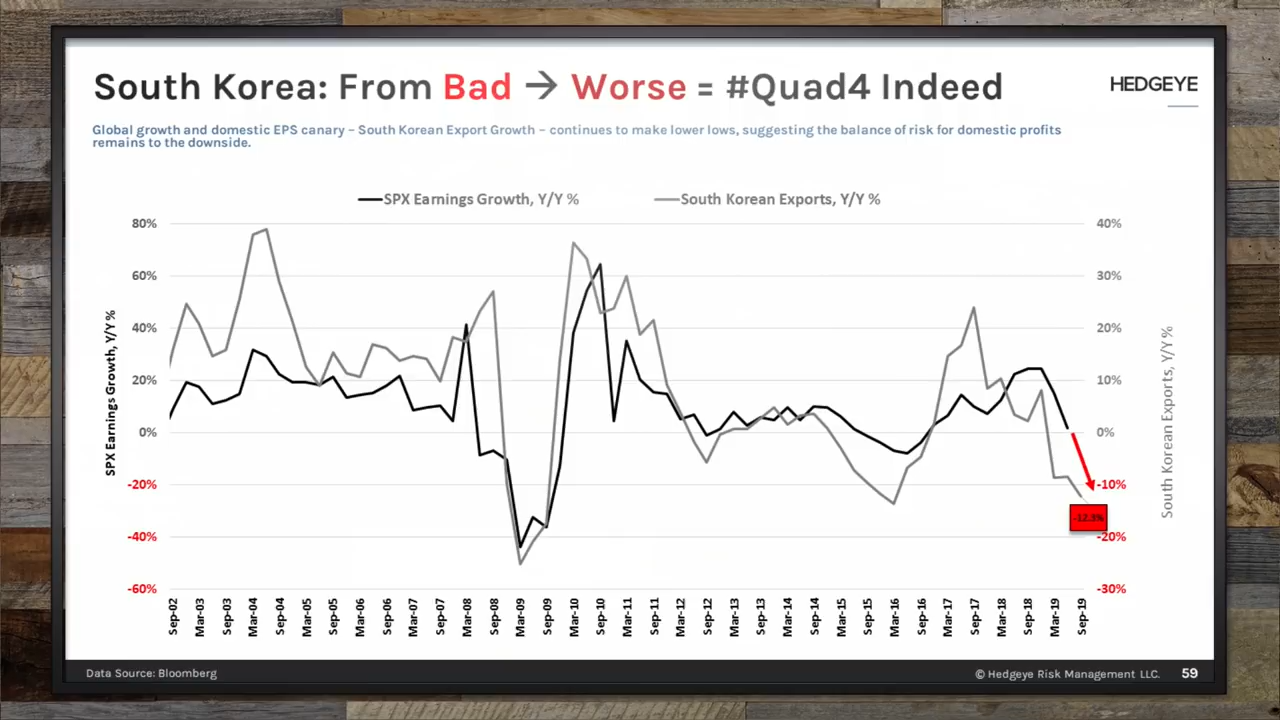 South Korea: From Bad → Worse = #Quad4 Indeed
HEDGEYE
Global growth and domestic EPS canary – South Korean Export Growth – continues to make lower lows, suggesting the balance of risk for domestic profits
remains to the downside.
SPX Earnings Growth, Y/Y %
South Korean Exports, Y/Y %
80%
60%
40%
20%
0%
-20%
-40%
-60%
SPX Earnings Growth, Y/Y %
40%
30%
20%
10%
0%
-10%
-20%
-30%
South Korean Exports, Y/Y %
-12.3%
Sep-02
Mar-03
Sep-03
Mar-04
Sep-04
Mar-05
Sep-05
Mar-06
Sep-06
Mar-07
Sep-07
Mar-08
Sep-08
Mar-09
Sep-09
Mar-10
Sep-10
Mar-11
Sep-11
Mar-12
Sep-12
Mar-13
Sep-13
Mar-14
Sep-14
Mar-15
Sep-15
Mar-16
Sep-16
Mar-17
Sep-17
Mar-18
Sep-18
Mar-19
Sep-19
Data Source: Bloomberg
© Hedgeye Risk Management LLC.
59